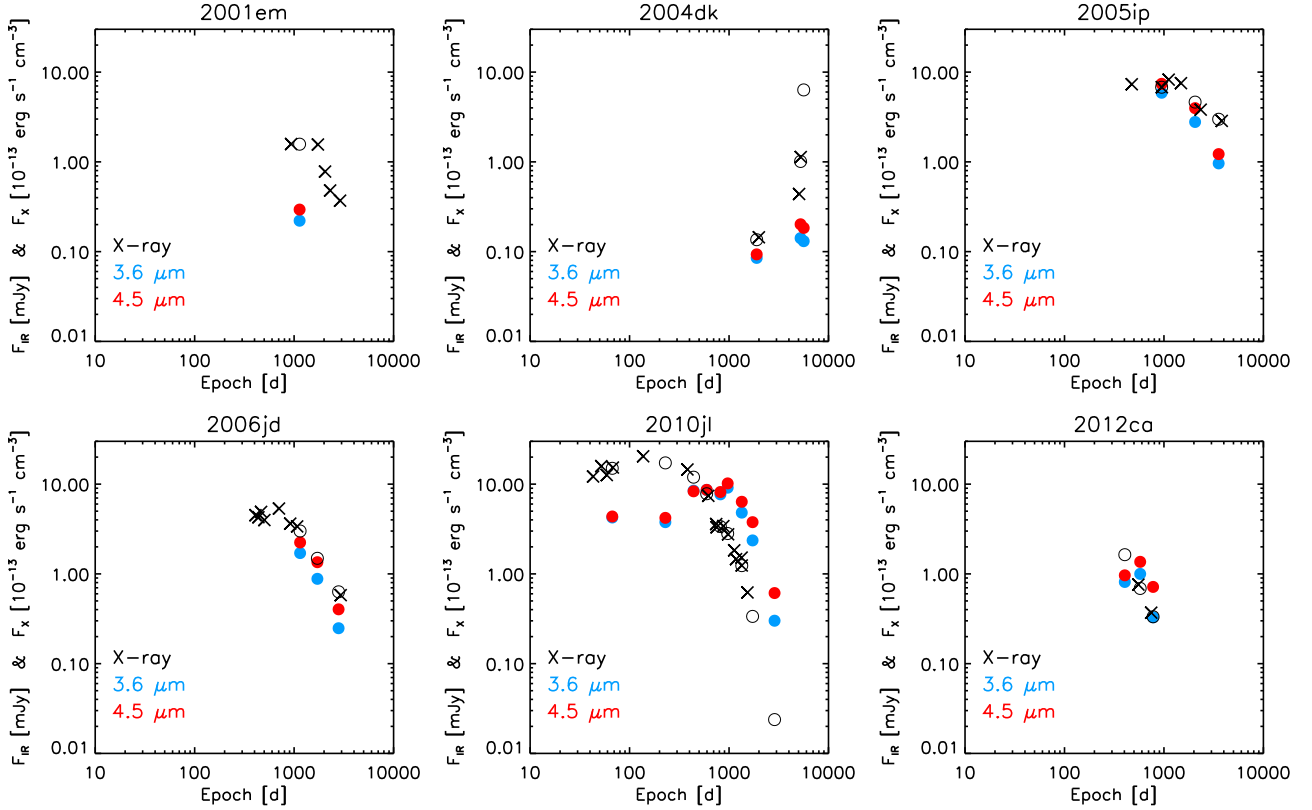 2001em
10.00
1.00
0.10
0.01
X-ray
3.6 μm
4.5 μm
10 100 1000 10000
Epoch [d]
F_IR [mJy] & F_X [10⁻¹³ erg s⁻¹ cm⁻³]
2004dk
10.00
1.00
0.10
0.01
X-ray
3.6 μm
4.5 μm
10 100 1000 10000
Epoch [d]
F_IR [mJy] & F_X [10⁻¹³ erg s⁻¹ cm⁻³]
2005ip
10.00
1.00
0.10
0.01
X-ray
3.6 μm
4.5 μm
10 100 1000 10000
Epoch [d]
F_IR [mJy] & F_X [10⁻¹³ erg s⁻¹ cm⁻³]
2006jd
10.00
1.00
0.10
0.01
X-ray
3.6 μm
4.5 μm
10 100 1000 10000
Epoch [d]
F_IR [mJy] & F_X [10⁻¹³ erg s⁻¹ cm⁻³]
2010jl
10.00
1.00
0.10
0.01
X-ray
3.6 μm
4.5 μm
10 100 1000 10000
Epoch [d]
F_IR [mJy] & F_X [10⁻¹³ erg s⁻¹ cm⁻³]
2012ca
10.00
1.00
0.10
0.01
X-ray
3.6 μm
4.5 μm
10 100 1000 10000
Epoch [d]
F_IR [mJy] & F_X [10⁻¹³ erg s⁻¹ cm⁻³]